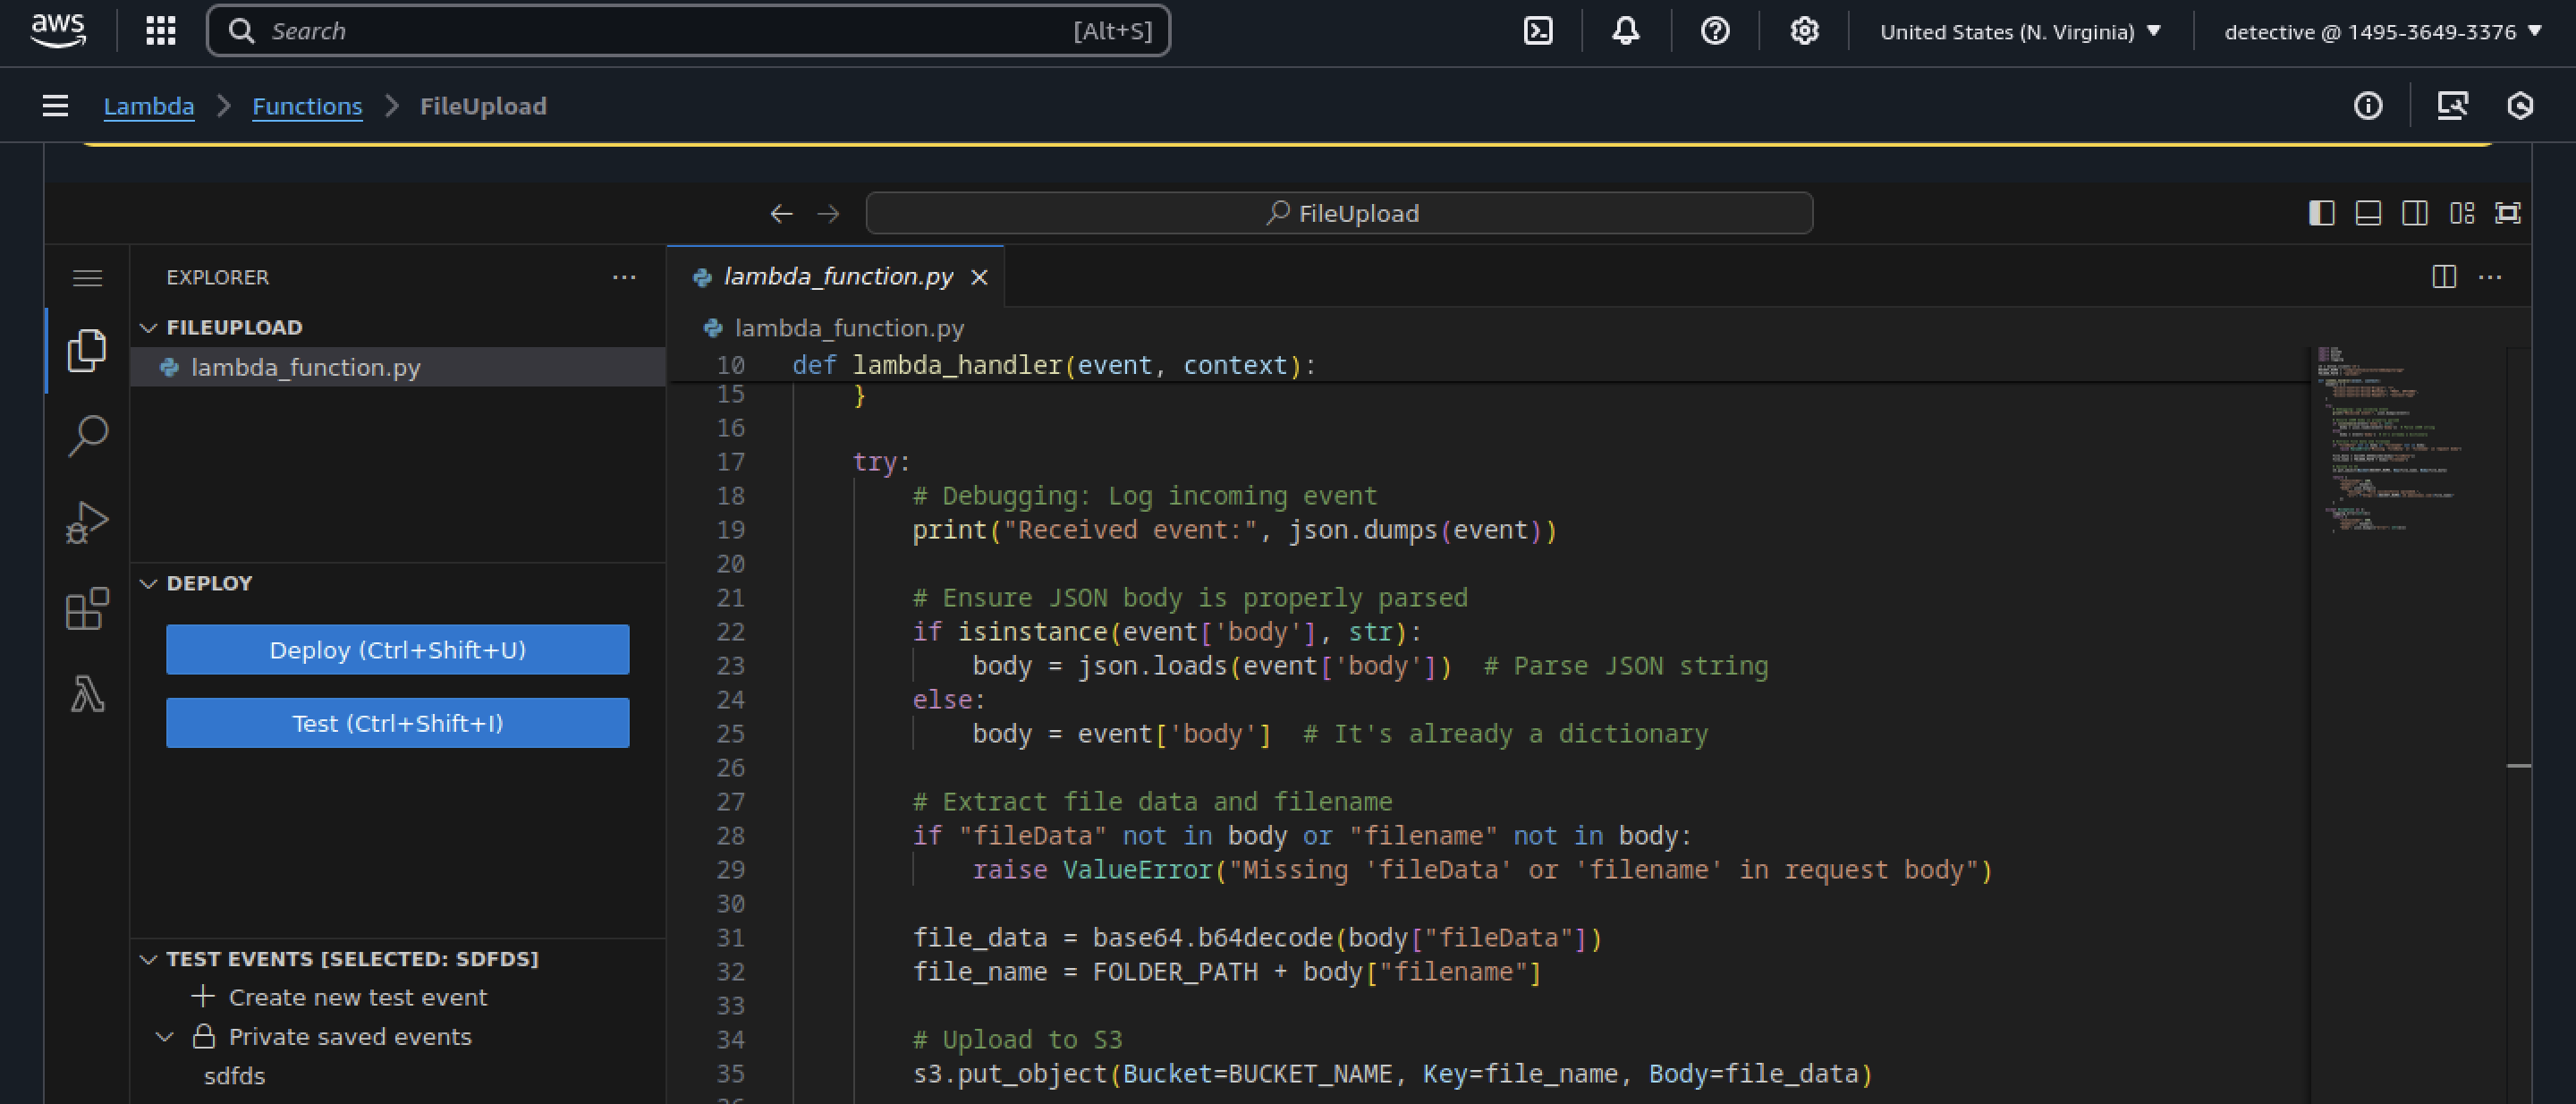 aws
Search [Alt+S]
United States (N. Virginia)
detective @ 1495-3649-3376
Lambda
Functions
FileUpload
FileUpload
EXPLORER
FILEUPLOAD
lambda_function.py
DEPLOY
Deploy (Ctrl+Shift+U)
Test (Ctrl+Shift+I)
TEST EVENTS [SELECTED: SDFDS]
Create new test event
Private saved events
sdfds
lambda_function.py
lambda_function.py
10 def lambda_handler(event, context):
15 }
16
17 try:
18 # Debugging: Log incoming event
19 print("Received event:", json.dumps(event))
20
21 # Ensure JSON body is properly parsed
22 if isinstance(event['body'], str):
23 body = json.loads(event['body'])  # Parse JSON string
24 else:
25 body = event['body']  # It's already a dictionary
26
27 # Extract file data and filename
28 if "fileData" not in body or "filename" not in body:
29 raise ValueError("Missing 'fileData' or 'filename' in request body")
30
31 file_data = base64.b64decode(body["fileData"])
32 file_name = FOLDER_PATH + body["filename"]
33
34 # Upload to S3
35 s3.put_object(Bucket=BUCKET_NAME, Key=file_name, Body=file_data)